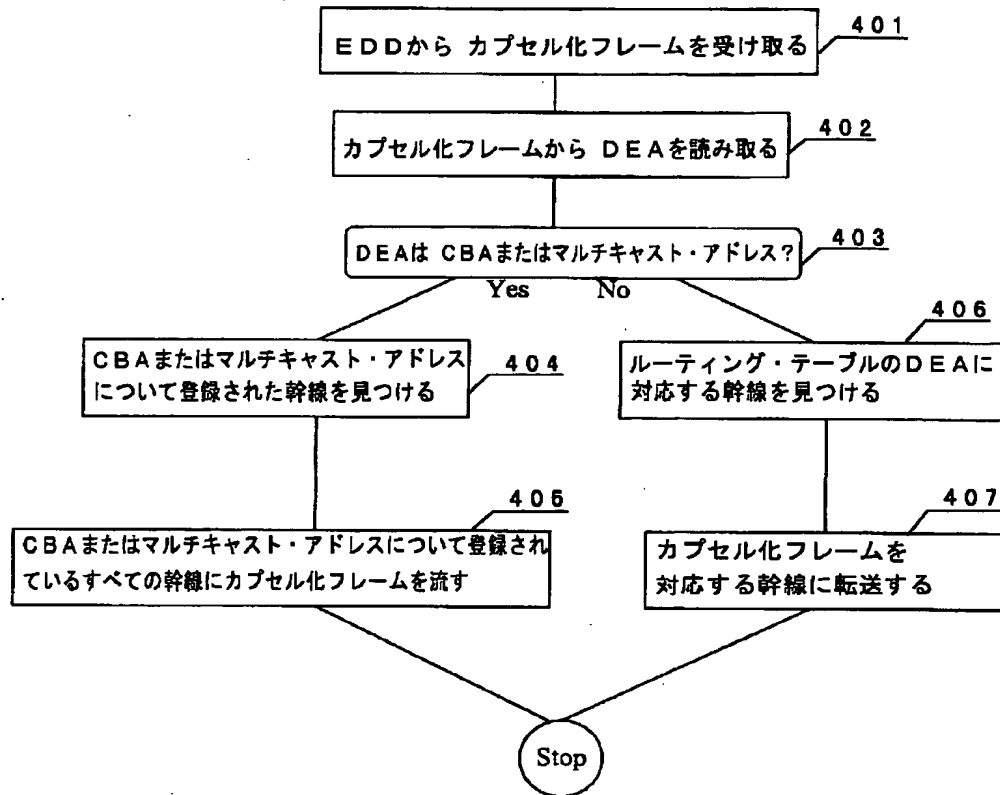 401
EDDから カプセル化フレームを受け取る
402
カプセル化フレームから DEAを読み取る
403
DEAは CBAまたはマルチキャスト・アドレス?
Yes No
404
CBAまたはマルチキャスト・アドレス
について登録された幹線を見つける
406
ルーティング・テーブルのDEAに
対応する幹線を見つける
405
CBAまたはマルチキャスト・アドレスについて登録され
ているすべての幹線にカプセル化フレームを流す
407
カプセル化フレームを
対応する幹線に転送する
Stop